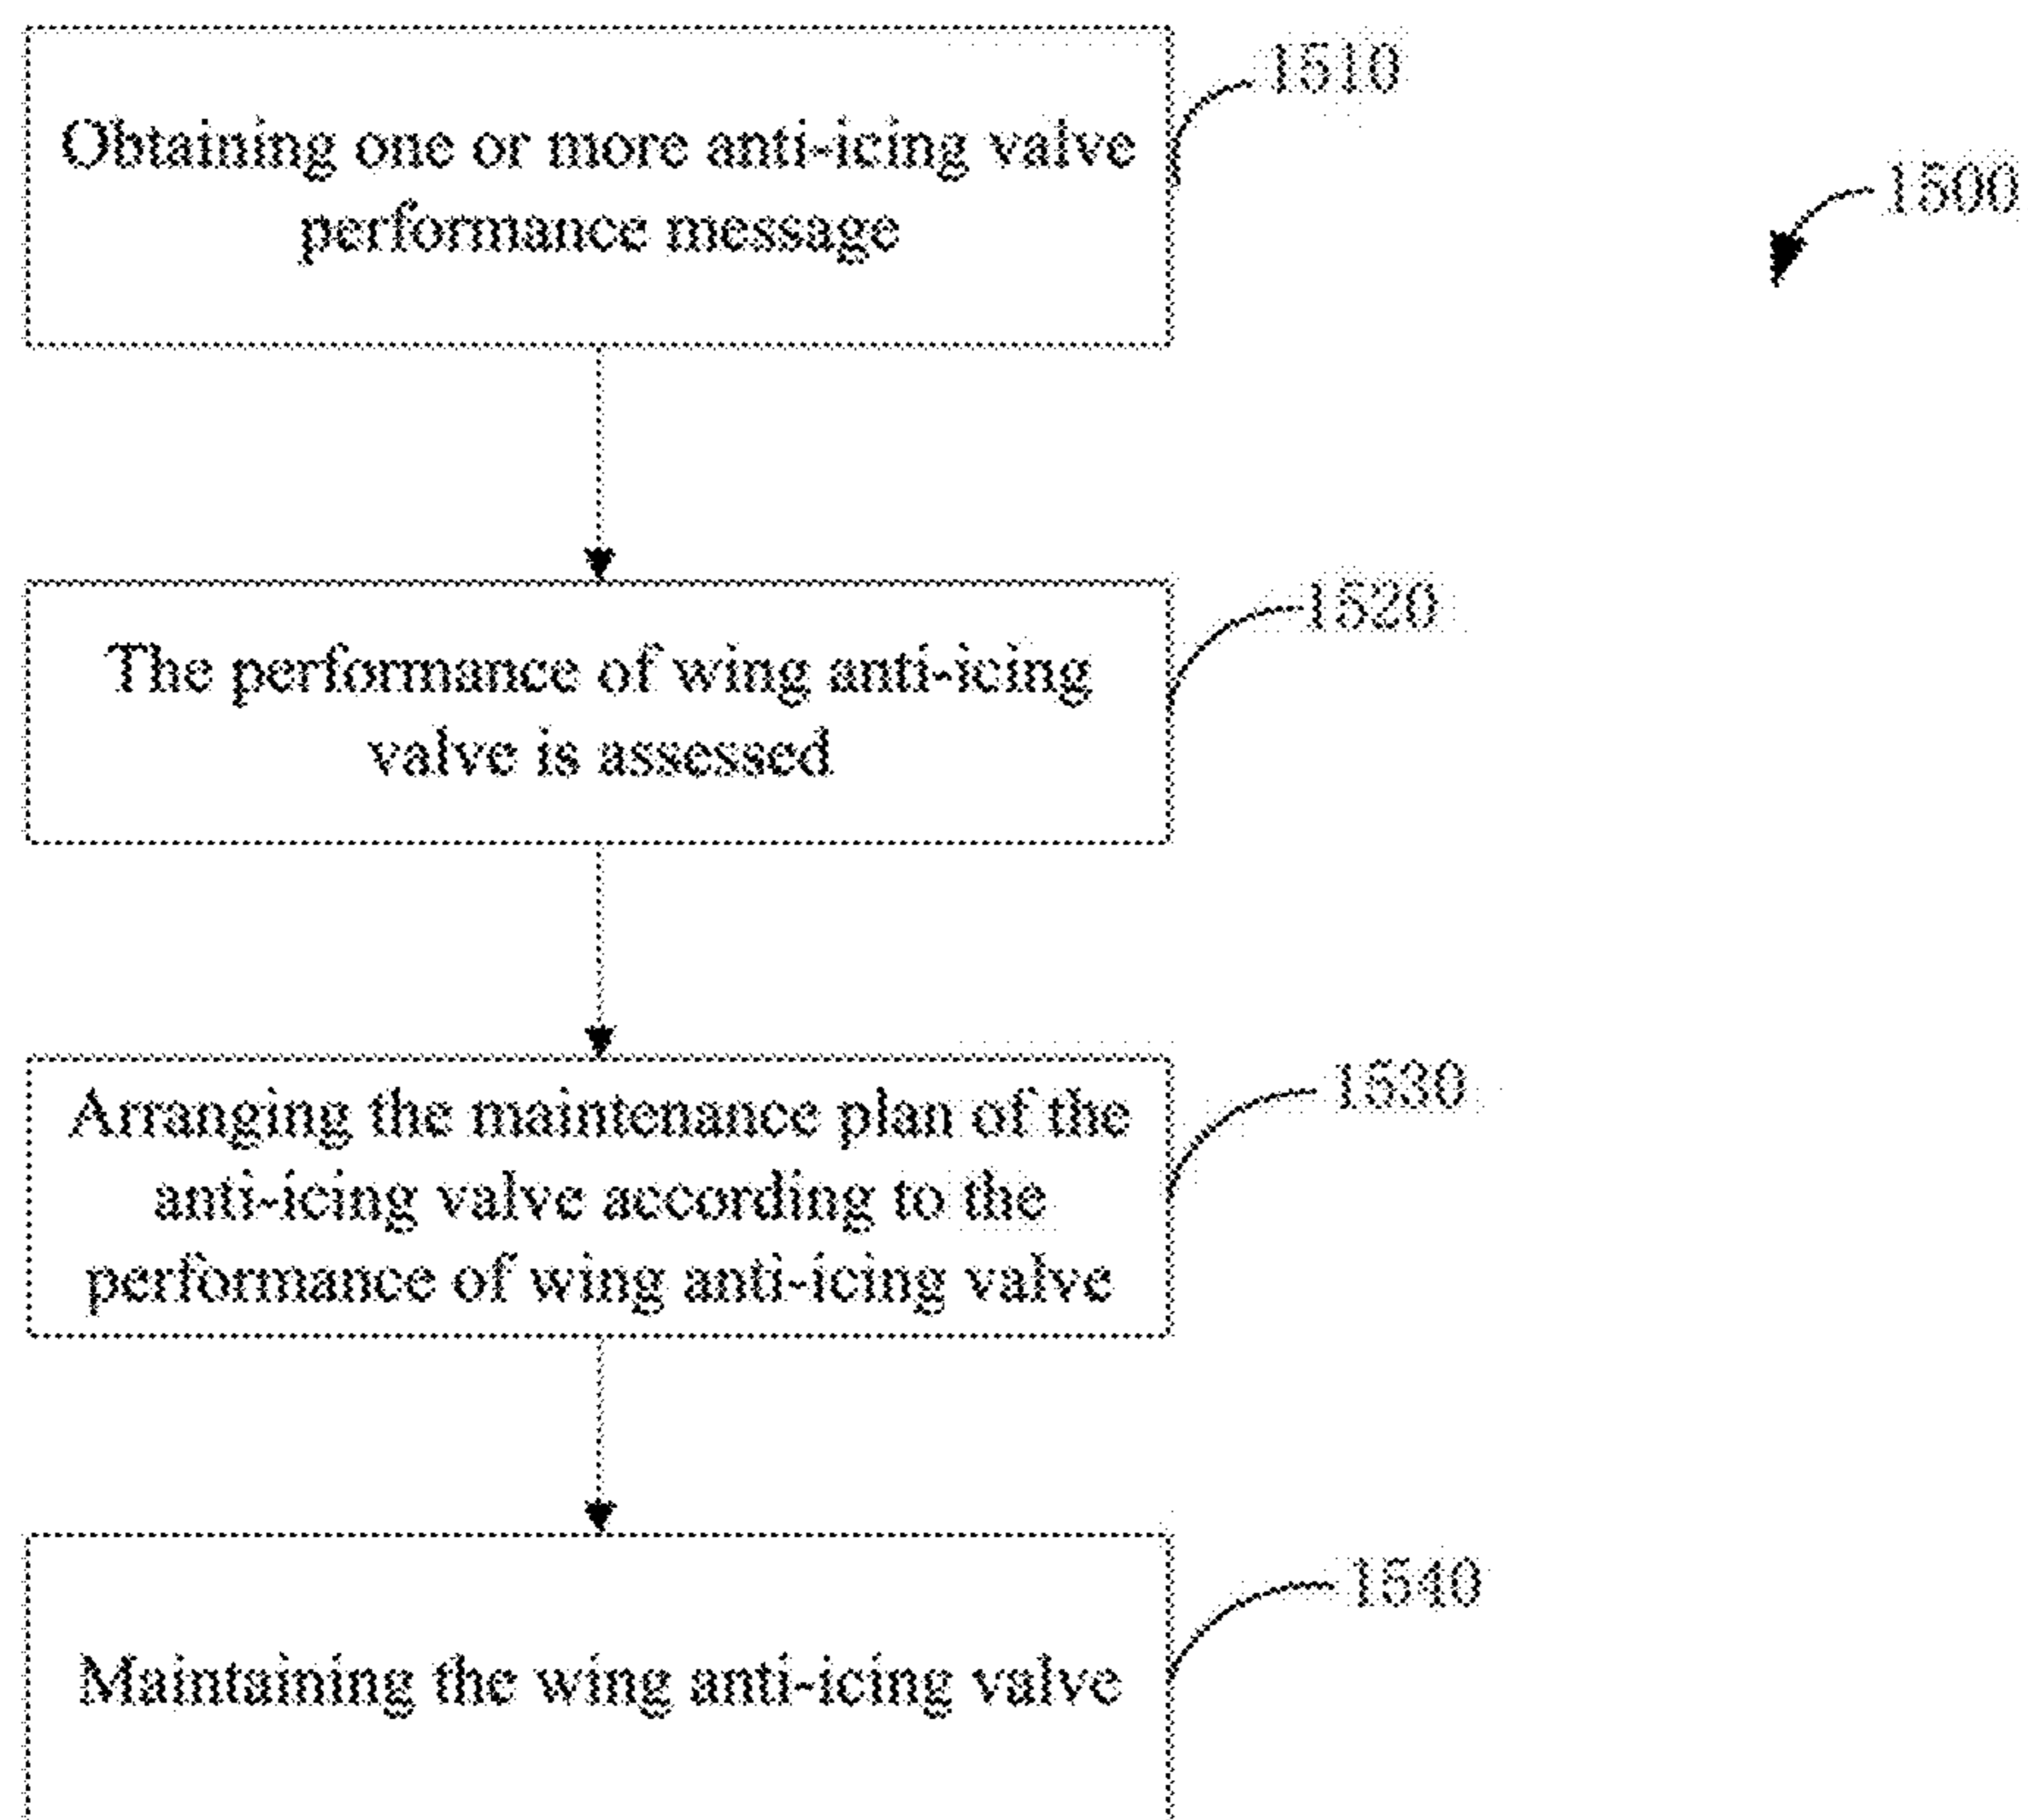 Obtaining one or more anti-icing valve
performance message
1510
1500
The performance of wing anti-icing
valve is assessed
1520
Arranging the maintenance plan of the
anti-icing valve according to the
performance of wing anti-icing valve
1530
Maintaining the wing anti-icing valve
1540